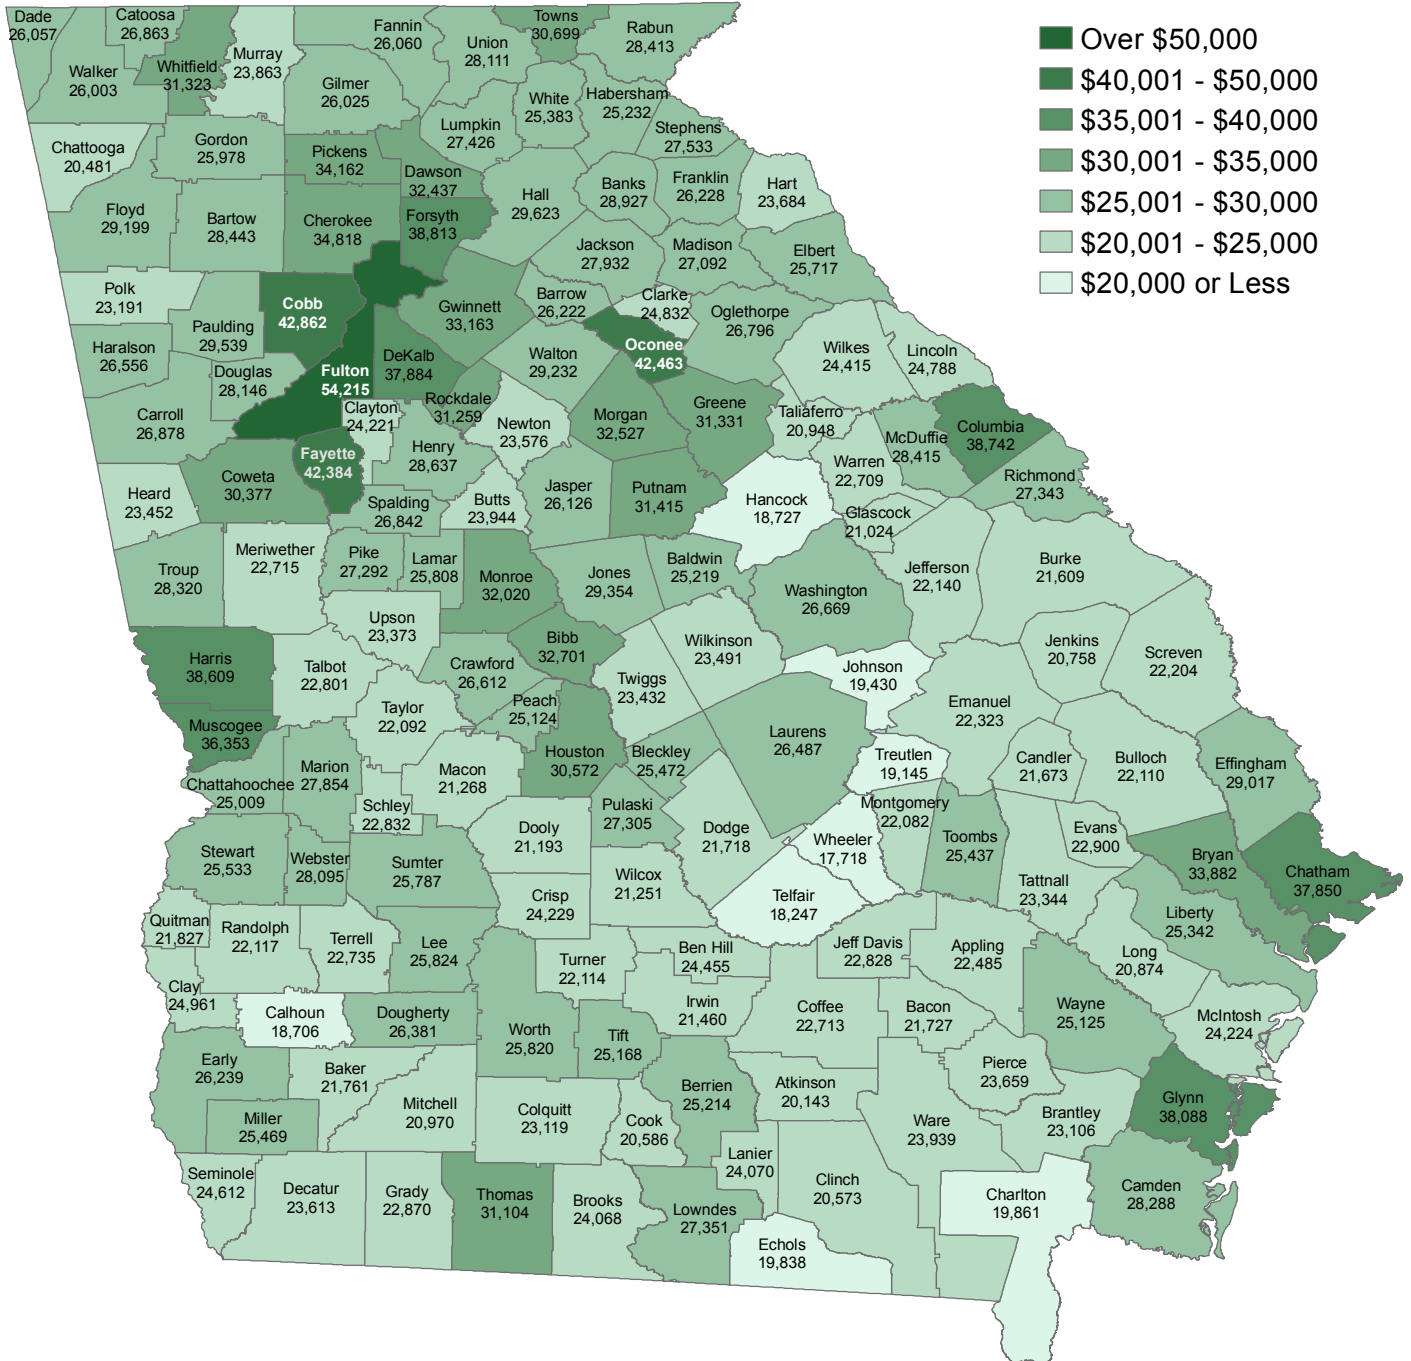 Dade
26,057
Catoosa
26,863
Fannin
26,060
Towns
30,699
Rabun
28,413
Union
28,111
Murray
23,863
Walker
26,003
Whitfield
31,323
Gilmer
26,025
White
25,383
Habersham
25,232
Lumpkin
27,426
Stephens
27,533
Chattooga
20,481
Gordon
25,978
Pickens
34,162
Dawson
32,437
Hall
29,623
Banks
28,927
Franklin
26,228
Hart
23,684
Floyd
29,199
Bartow
28,443
Cherokee
34,818
Forsyth
38,813
Jackson
27,932
Madison
27,092
Elbert
25,717
Polk
23,191
Cobb
42,862
Gwinnett
33,163
Barrow
26,222
Clarke
24,832
Oglethorpe
26,796
Paulding
29,539
Haralson
26,556
Douglas
28,146
Fulton
54,215
DeKalb
37,884
Walton
29,232
Oconee
42,463
Wilkes
24,415
Lincoln
24,788
Carroll
26,878
Clayton
24,221
Rockdale
31,259
Newton
23,576
Morgan
32,527
Greene
31,331
Taliaferro
20,948
McDuffie
28,415
Columbia
38,742
Fayette
42,384
Henry
28,637
Warren
22,709
Richmond
27,343
Heard
23,452
Coweta
30,377
Spalding
26,842
Butts
23,944
Jasper
26,126
Putnam
31,415
Hancock
18,727
Glascock
21,024
Troup
28,320
Meriwether
22,715
Pike
27,292
Lamar
25,808
Monroe
32,020
Jones
29,354
Baldwin
25,219
Washington
26,669
Jefferson
22,140
Burke
21,609
Upson
23,373
Bibb
32,701
Wilkinson
23,491
Jenkins
20,758
Screven
22,204
Harris
38,609
Talbot
22,801
Crawford
26,612
Twiggs
23,432
Johnson
19,430
Emanuel
22,323
Taylor
22,092
Peach
25,124
Muscogee
36,353
Houston
30,572
Bleckley
25,472
Laurens
26,487
Treutlen
19,145
Candler
21,673
Bulloch
22,110
Effingham
29,017
Chattahoochee
25,009
Marion
27,854
Macon
21,268
Schley
22,832
Pulaski
27,305
Dooly
21,193
Dodge
21,718
Wheeler
17,718
Montgomery
22,082
Toombs
25,437
Evans
22,900
Stewart
25,533
Webster
28,095
Sumter
25,787
Wilcox
21,251
Crisp
24,229
Telfair
18,247
Tattnall
23,344
Bryan
33,882
Chatham
37,850
Quitman
21,827
Randolph
22,117
Terrell
22,735
Lee
25,824
Turner
22,114
Ben Hill
24,455
Jeff Davis
22,828
Appling
22,485
Long
20,874
Liberty
25,342
Clay
24,961
Calhoun
18,706
Dougherty
26,381
Worth
25,820
Tift
25,168
Irwin
21,460
Coffee
22,713
Bacon
21,727
Wayne
25,125
McIntosh
24,224
Early
26,239
Baker
21,761
Mitchell
20,970
Miller
25,469
Colquitt
23,119
Cook
20,586
Berrien
25,214
Atkinson
20,143
Pierce
23,659
Ware
23,939
Brantley
23,106
Glynn
38,088
Seminole
24,612
Decatur
23,613
Grady
22,870
Thomas
31,104
Brooks
24,068
Lowndes
27,351
Lanier
24,070
Clinch
20,573
Echols
19,838
Charlton
19,861
Camden
28,288
Over $50,000
$40,001 - $50,000
$35,001 - $40,000
$30,001 - $35,000
$25,001 - $30,000
$20,001 - $25,000
$20,000 or Less